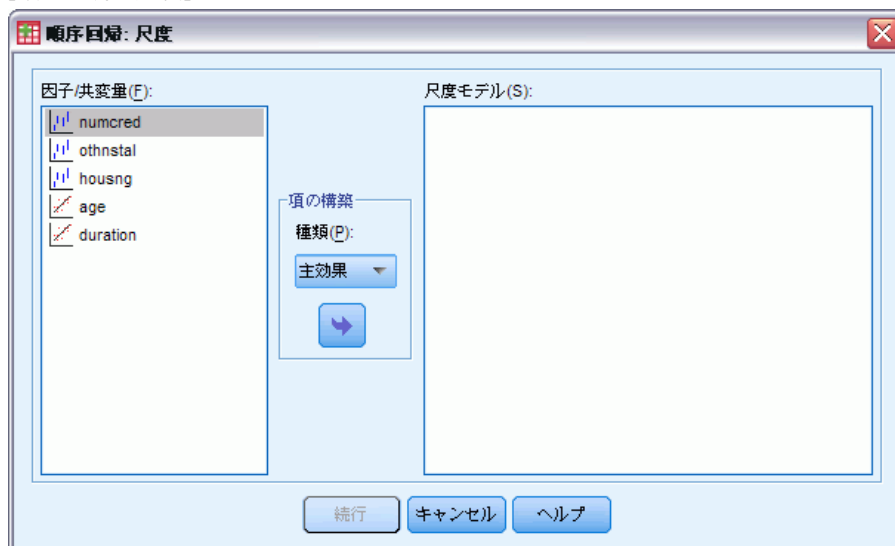 順序回帰: 尺度
因子/共変量(F):
numcred
othnstal
housng
age
duration
項の構築
種類(P):
主効果
尺度モデル(S):
続行
キャンセル
ヘルプ